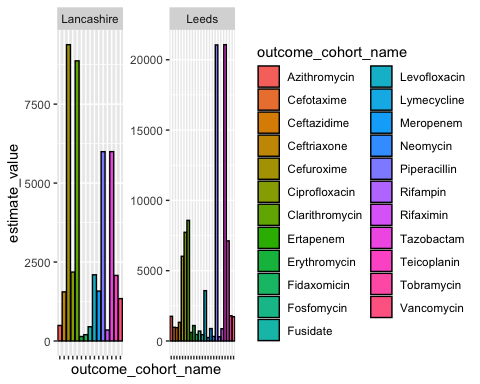 Lancashire
Leeds
estimate_value
7500
5000
2500
0
20000
15000
10000
5000
0
outcome_cohort_name
outcome_cohort_name
Azithromycin
Cefotaxime
Ceftazidime
Ceftriaxone
Cefuroxime
Ciprofloxacin
Clarithromycin
Ertapenem
Erythromycin
Fidaxomicin
Fosfomycin
Fusidate
Levofloxacin
Lymecycline
Meropenem
Neomycin
Piperacillin
Rifampin
Rifaximin
Tazobactam
Teicoplanin
Tobramycin
Vancomycin